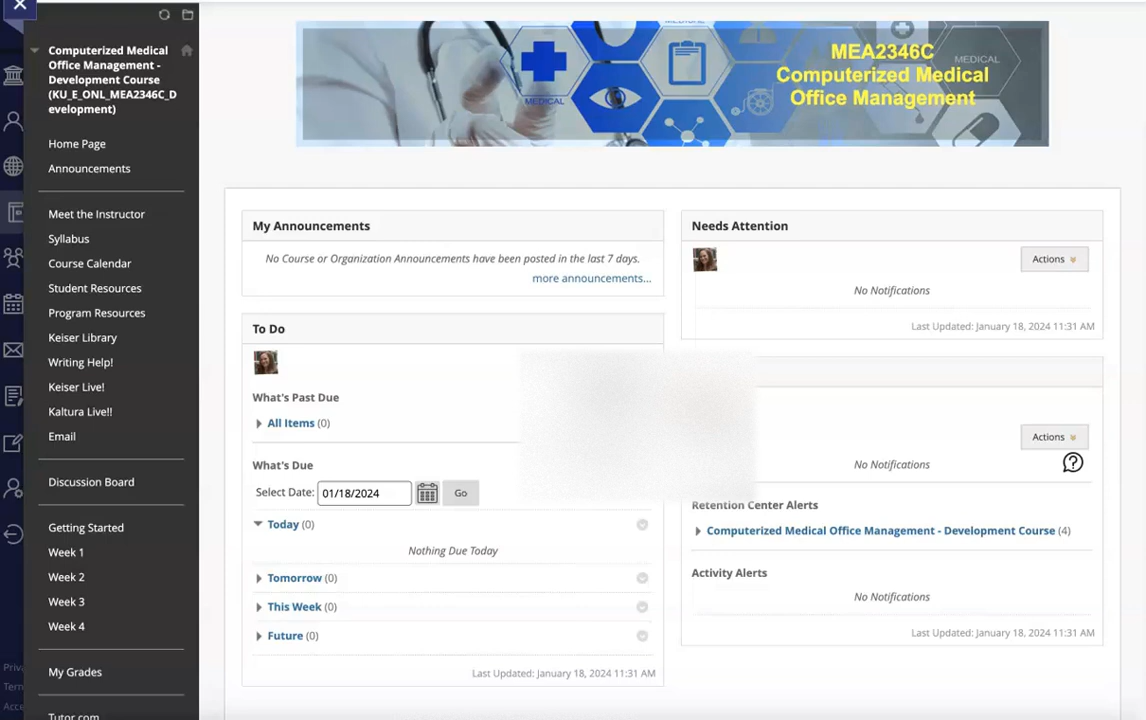 Computerized Medical
Office Management -
Development Course
(KU_E_ONL_MEA2346C_D
evelopment)
Home Page
Announcements
Meet the Instructor
Syllabus
Course Calendar
Student Resources
Program Resources
Keiser Library
Writing Help!
Keiser Live!
Kaltura Live!!
Email
Discussion Board
Getting Started
Week 1
Week 2
Week 3
Week 4
My Grades
Tutor.com
MEDICAL
MEDICAL
MEDICAL
MEA2346C
Computerized Medical
Office Management
My Announcements
No Course or Organization Announcements have been posted in the last 7 days.
more announcements...
To Do
What's Past Due
All Items (0)
What's Due
Select Date: 01/18/2024 Go
Today (0)
Nothing Due Today
Tomorrow (0)
This Week (0)
Future (0)
Last Updated: January 18, 2024 11:31 AM
Needs Attention
Actions
No Notifications
Last Updated: January 18, 2024 11:31 AM
Actions
No Notifications
Retention Center Alerts
Computerized Medical Office Management - Development Course (4)
Activity Alerts
No Notifications
Last Updated: January 18, 2024 11:31 AM